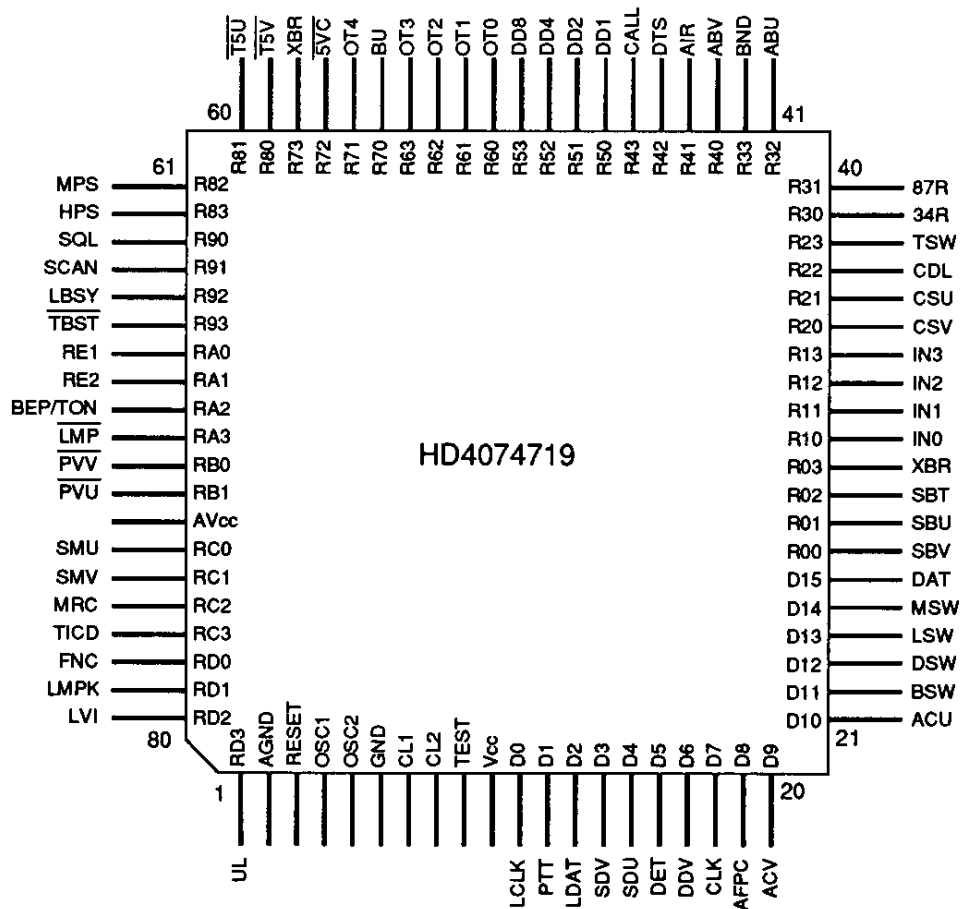 T5U T5V XBR 5VC OT4 BU OT3 OT2 OT1 OT0 DD8 DD4 DD2 DD1 CALL DTS AIR ABV BND ABU
60 41
R81 R80 R73 R72 R71 R70 R63 R62 R61 R60 R53 R52 R51 R50 R43 R42 R41 R40 R33 R32
61 40
MPS R82 R31 87R
HPS R83 R30 34R
SQL R90 R23 TSW
SCAN R91 R22 CDL
LBSY R92 R21 CSU
TBST R93 R20 CSV
RE1 RA0 R13 IN3
RE2 RA1 R12 IN2
BEP/TON RA2 R11 IN1
LMP RA3 R10 IN0
HD4074719
PVV RB0 R03 XBR
PVU RB1 R02 SBT
AVcc R01 SBU
SMU RC0 R00 SBV
SMV RC1 D15 DAT
MRC RC2 D14 MSW
TICD RC3 D13 LSW
FNC RD0 D12 DSW
LMPK RD1 D11 BSW
LVI RD2 D10 ACU
80 21
RD3 AGND RESET OSC1 OSC2 GND CL1 CL2 TEST Vcc D0 D1 D2 D3 D4 D5 D6 D7 D8 D9
1 20
UL LCLK PTT LDAT SDV SDU DET DDV CLK AFPC ACV